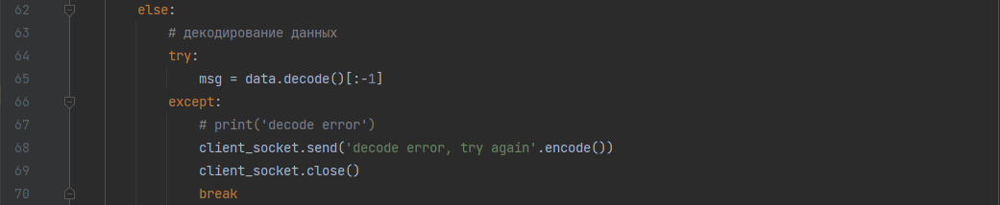 62 else:
63 # декодирование данных
64 try:
65 msg = data.decode()[:-1]
66 except:
67 # print('decode error')
68 client_socket.send('decode error, try again'.encode())
69 client_socket.close()
70 break